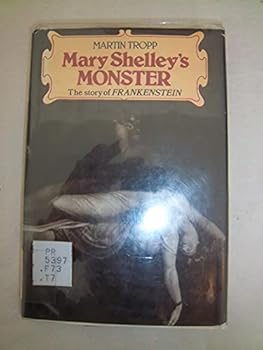 MARTIN TROPP
Mary Shelley's
MONSTER
The story of FRANKENSTEIN
PR
5397
.F73
.T7